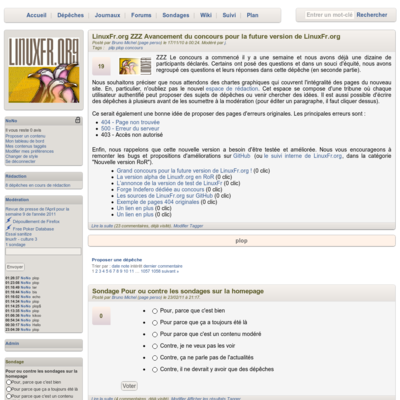 Accueil Dépêches Journaux Forums Sondages Wiki Suivi Plan
Entrer un mot-clé Rechercher
LINUXFR.ORG
NoNo
Il vous reste 0 avis
Proposer un contenu
Mon tableau de bord
Mes contenus taggés
Modifier mes préférences
Changer de style
Se déconnecter
Rédaction
0 dépêches en cours de rédaction
Modération
Revue de presse de l'April pour la
semaine 5 de l'année 2011
Dépouillement de Firefox
Free Poker Database
1 sondage
Envoyer
Admin
Sondage
Pour ou contre les sondages sur la
homepage
Pour, parce que c'est bien
Pour parce que ça a toujours été là
Pour parce que c'est un contenu
LinuxFr.org ZZZ Avancement du concours pour la future version de LinuxFr.org
Posté par Bruno Michel (page perso) le 17/11/10 à 00:24. Modéré par j
Tags : pdp plop concours
19
ZZZ Le concours a commencé il y a une semaine et nous avons déjà une dizaine de
participants déclarés. Certains ont posé des questions et dans un souci d'équité, nous avons
regroupé ces questions et leurs réponses dans cette dépêche (en seconde partie).
Nous souhaitons préciser que nous attendons des chartes graphiques qui couvrent l'intégralité des pages du nouveau
site. En, particulier, n'oubliez pas le nouvel espace de rédaction. Cet espace se compose d'une tribune où chaque
utilisateur authentifié peut proposer des sujets de dépêches ou venir chercher des idées. Il est aussi possible d'écrire
des dépêches à plusieurs avant de les soumettre à la modération (pour éditer un paragraphe, il faut cliquer dessus).
Ce serait également une bonne idée de proposer des pages d'erreurs originales. Les principales erreurs sont :
404 - Page non trouvée
500 - Erreur du serveur
403 - Accès non autorisé
Enfin, nous rappelons que cette nouvelle version a besoin d'être testée et améliorée. Nous vous encourageons à
remonter les bugs et propositions d'améliorations sur GitHub (ou le suivi interne de LinuxFr.org, dans la catégorie
"Nouvelle version RoR").
Grand concours pour la future version de LinuxFr.org ! (0 clic)
La version alpha de LinuxFr.org en RoR (0 clic)
L'annonce de la version de test de LinuxFr (0 clic)
Forge Indefero dédiée au concours (0 clic)
Les sources de LinuxFr.org sur GitHub (0 clic)
Exemple de pages 404 originales (0 clic)
Un lien en plus (0 clic)
Un lien en plus (0 clic)
Lire la suite (23 commentaires, déjà visité). Modifier Tagger
plop
Proposer une dépêche
Trier par : date note intérêt dernier commentaire
1 2 3 4 5 6 7 8 9 10 11 … 1057 1058 suivant »
Sondage Pour ou contre les sondages sur la homepage
Posté par Bruno Michel (page perso) le 03/02/11 à 21:17.
0
Pour, parce que c'est bien
Pour parce que ça a toujours été là
Pour parce que c'est un contenu modéré
Contre, je ne veux pas les voir
Contre, ça ne parle pas de l'actualités
Contre, il ne devrait y avoir que des dépêches
Voter
Lire la suite (4 commentaires, déjà visité). Modifier Afficher les résultats Tagger